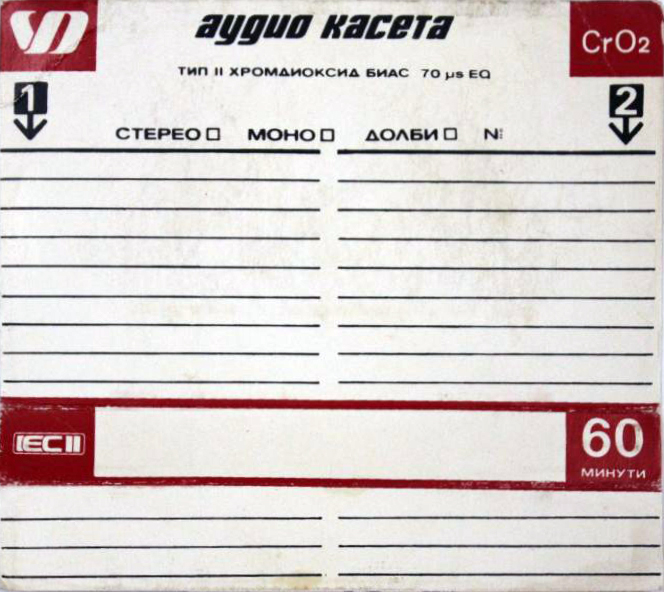 аудио касета
CrO2
ТИП II ХРОМДИОКСИД БИАС 70 µs EQ
1
2
СТЕРЕО МОНО ДОЛБИ N:
IEC II
60
МИНУТИ